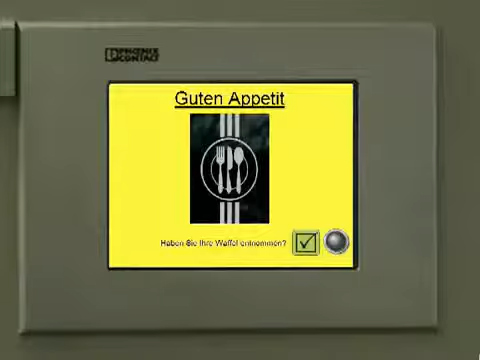 PHOENIX
CONTACT
Guten Appetit
Haben Sie Ihre Waffel entnommen?